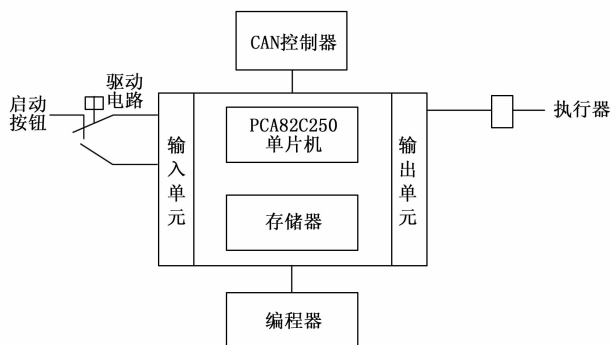 CAN控制器
驱动
电路
启动
按钮
输入单元
PCA82C250
单片机
存储器
输出单元
执行器
编程器